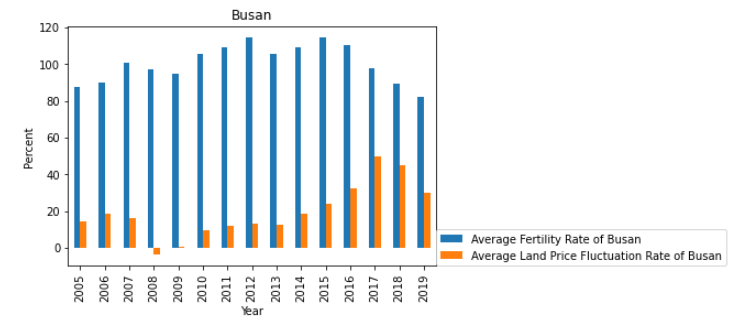 Busan
120
100
80
60
40
20
0
Percent
2005 2006 2007 2008 2009 2010 2011 2012 2013 2014 2015 2016 2017 2018 2019
Year
Average Fertility Rate of Busan
Average Land Price Fluctuation Rate of Busan